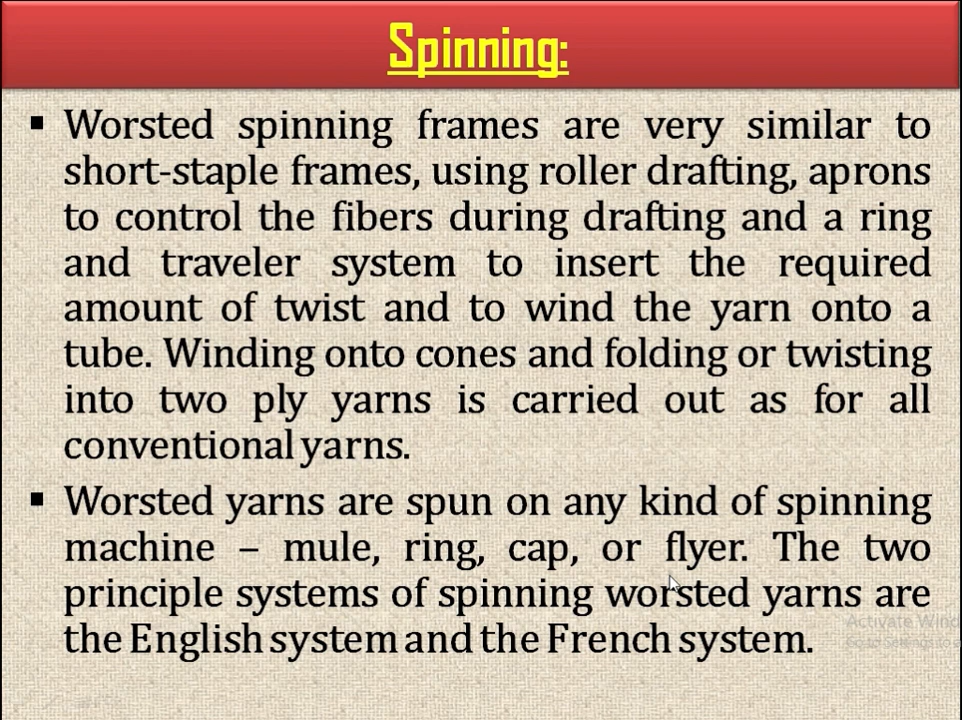 Spinning:
▪ Worsted spinning frames are very similar to
short-staple frames, using roller drafting, aprons
to control the fibers during drafting and a ring
and traveler system to insert the required
amount of twist and to wind the yarn onto a
tube. Winding onto cones and folding or twisting
into two ply yarns is carried out as for all
conventional yarns.
▪ Worsted yarns are spun on any kind of spinning
machine – mule, ring, cap, or flyer. The two
principle systems of spinning worsted yarns are
the English system and the French system.
Activate Wind
Go to Settings to